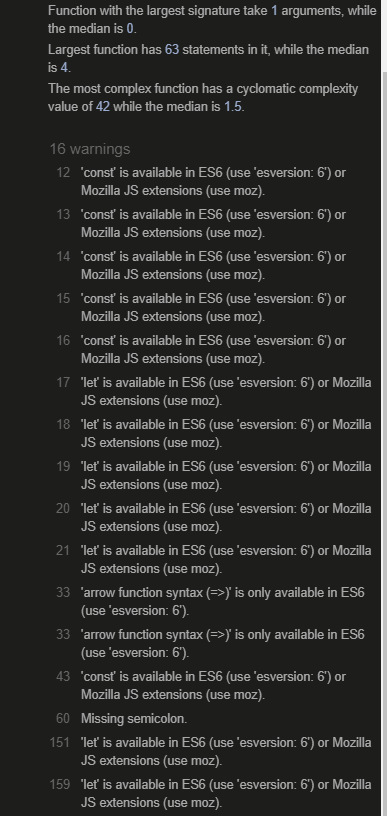 Function with the largest signature take 1 arguments, while
the median is 0.
Largest function has 63 statements in it, while the median
is 4.
The most complex function has a cyclomatic complexity
value of 42 while the median is 1.5.
16 warnings
12 'const' is available in ES6 (use 'esversion: 6') or
Mozilla JS extensions (use moz).
13 'const' is available in ES6 (use 'esversion: 6') or
Mozilla JS extensions (use moz).
14 'const' is available in ES6 (use 'esversion: 6') or
Mozilla JS extensions (use moz).
15 'const' is available in ES6 (use 'esversion: 6') or
Mozilla JS extensions (use moz).
16 'const' is available in ES6 (use 'esversion: 6') or
Mozilla JS extensions (use moz).
17 'let' is available in ES6 (use 'esversion: 6') or Mozilla
JS extensions (use moz).
18 'let' is available in ES6 (use 'esversion: 6') or Mozilla
JS extensions (use moz).
19 'let' is available in ES6 (use 'esversion: 6') or Mozilla
JS extensions (use moz).
20 'let' is available in ES6 (use 'esversion: 6') or Mozilla
JS extensions (use moz).
21 'let' is available in ES6 (use 'esversion: 6') or Mozilla
JS extensions (use moz).
33 'arrow function syntax (=>)' is only available in ES6
(use 'esversion: 6').
33 'arrow function syntax (=>)' is only available in ES6
(use 'esversion: 6').
43 'const' is available in ES6 (use 'esversion: 6') or
Mozilla JS extensions (use moz).
60 Missing semicolon.
151 'let' is available in ES6 (use 'esversion: 6') or Mozilla
JS extensions (use moz).
159 'let' is available in ES6 (use 'esversion: 6') or Mozilla
JS extensions (use moz).